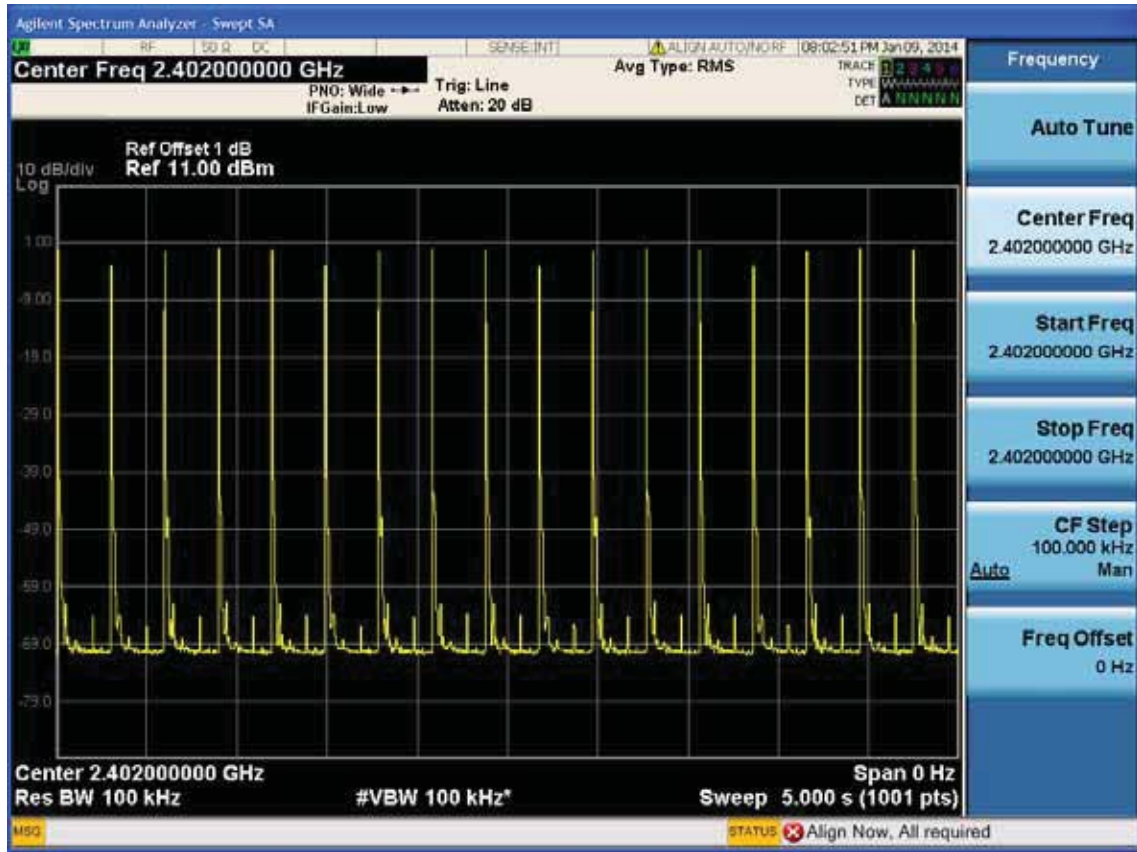 Agilent Spectrum Analyzer - Swept SA
RF 50 Ω DC SENSE:INT ALIGN AUTO/NO RF 08:02:51 PM Jan 09, 2014
Center Freq 2.402000000 GHz
PNO: Wide
IFGain:Low
Trig: Line
Atten: 20 dB
Avg Type: RMS
TRACE 1 2 3 4 5 6
TYPE
DET A N N N N N
Ref Offset 1 dB
10 dB/div Ref 11.00 dBm
Log
1.00
-9.00
-19.0
-29.0
-39.0
-49.0
-59.0
-69.0
-79.0
Center 2.402000000 GHz
Span 0 Hz
Res BW 100 kHz
#VBW 100 kHz*
Sweep 5.000 s (1001 pts)
MSG
STATUS Align Now, All required
Frequency
Auto Tune
Center Freq
2.402000000 GHz
Start Freq
2.402000000 GHz
Stop Freq
2.402000000 GHz
CF Step
100.000 kHz
Auto Man
Freq Offset
0 Hz